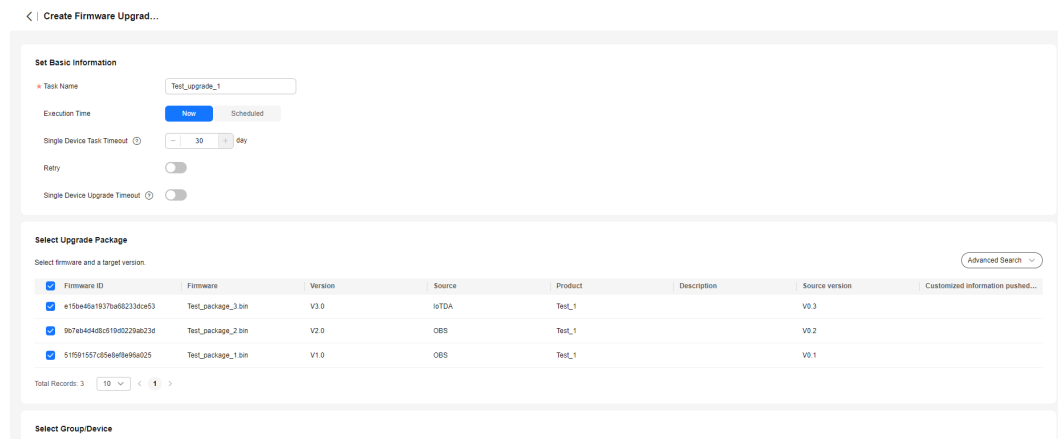 Create Firmware Upgrad...
Set Basic Information
* Task Name Test_upgrade_1
Execution Time Now Scheduled
Single Device Task Timeout ? − 30 + day
Retry
Single Device Upgrade Timeout ?
Select Upgrade Package
Select firmware and a target version. Advanced Search
Firmware ID Firmware Version Source Product Description Source version Customized information pushed...
e15be46a1937ba68233dce53 Test_package_3.bin V3.0 IoTDA Test_1 V0.3
9b7eb4d4d8c619d0229ab23d Test_package_2.bin V2.0 OBS Test_1 V0.2
51f591557c85e8ef8e96a025 Test_package_1.bin V1.0 OBS Test_1 V0.1
Total Records: 3 10 < 1 >
Select Group/Device